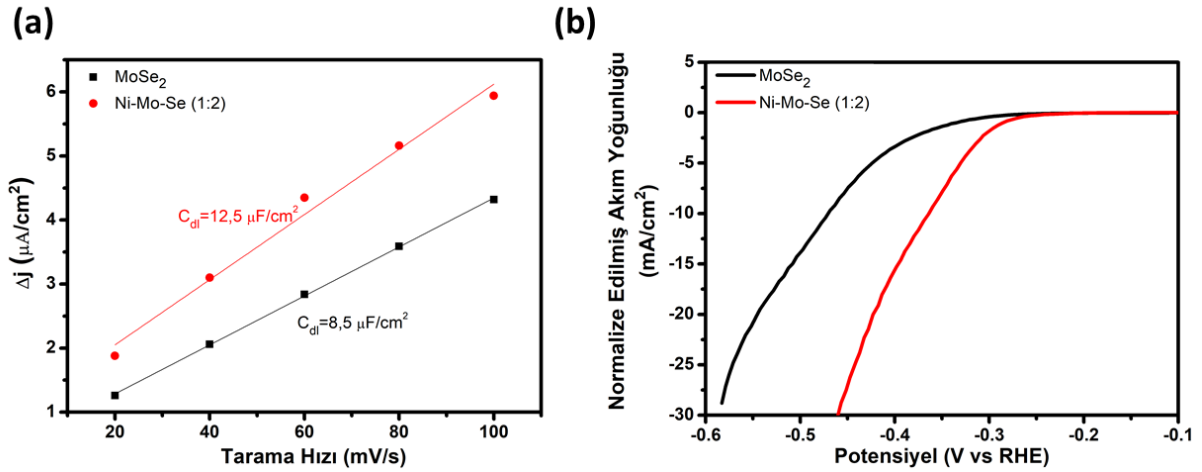 (a)
MoSe2
Ni-Mo-Se (1:2)
Cdl=12,5 μF/cm2
Cdl=8,5 μF/cm2
Δj (μA/cm2)
6
5
4
3
2
1
20 40 60 80 100
Tarama Hızı (mV/s)
(b)
MoSe2
Ni-Mo-Se (1:2)
Normalize Edilmiş Akım Yoğunluğu
(mA/cm2)
5
0
-5
-10
-15
-20
-25
-30
-0.6 -0.5 -0.4 -0.3 -0.2 -0.1
Potansiyel (V vs RHE)